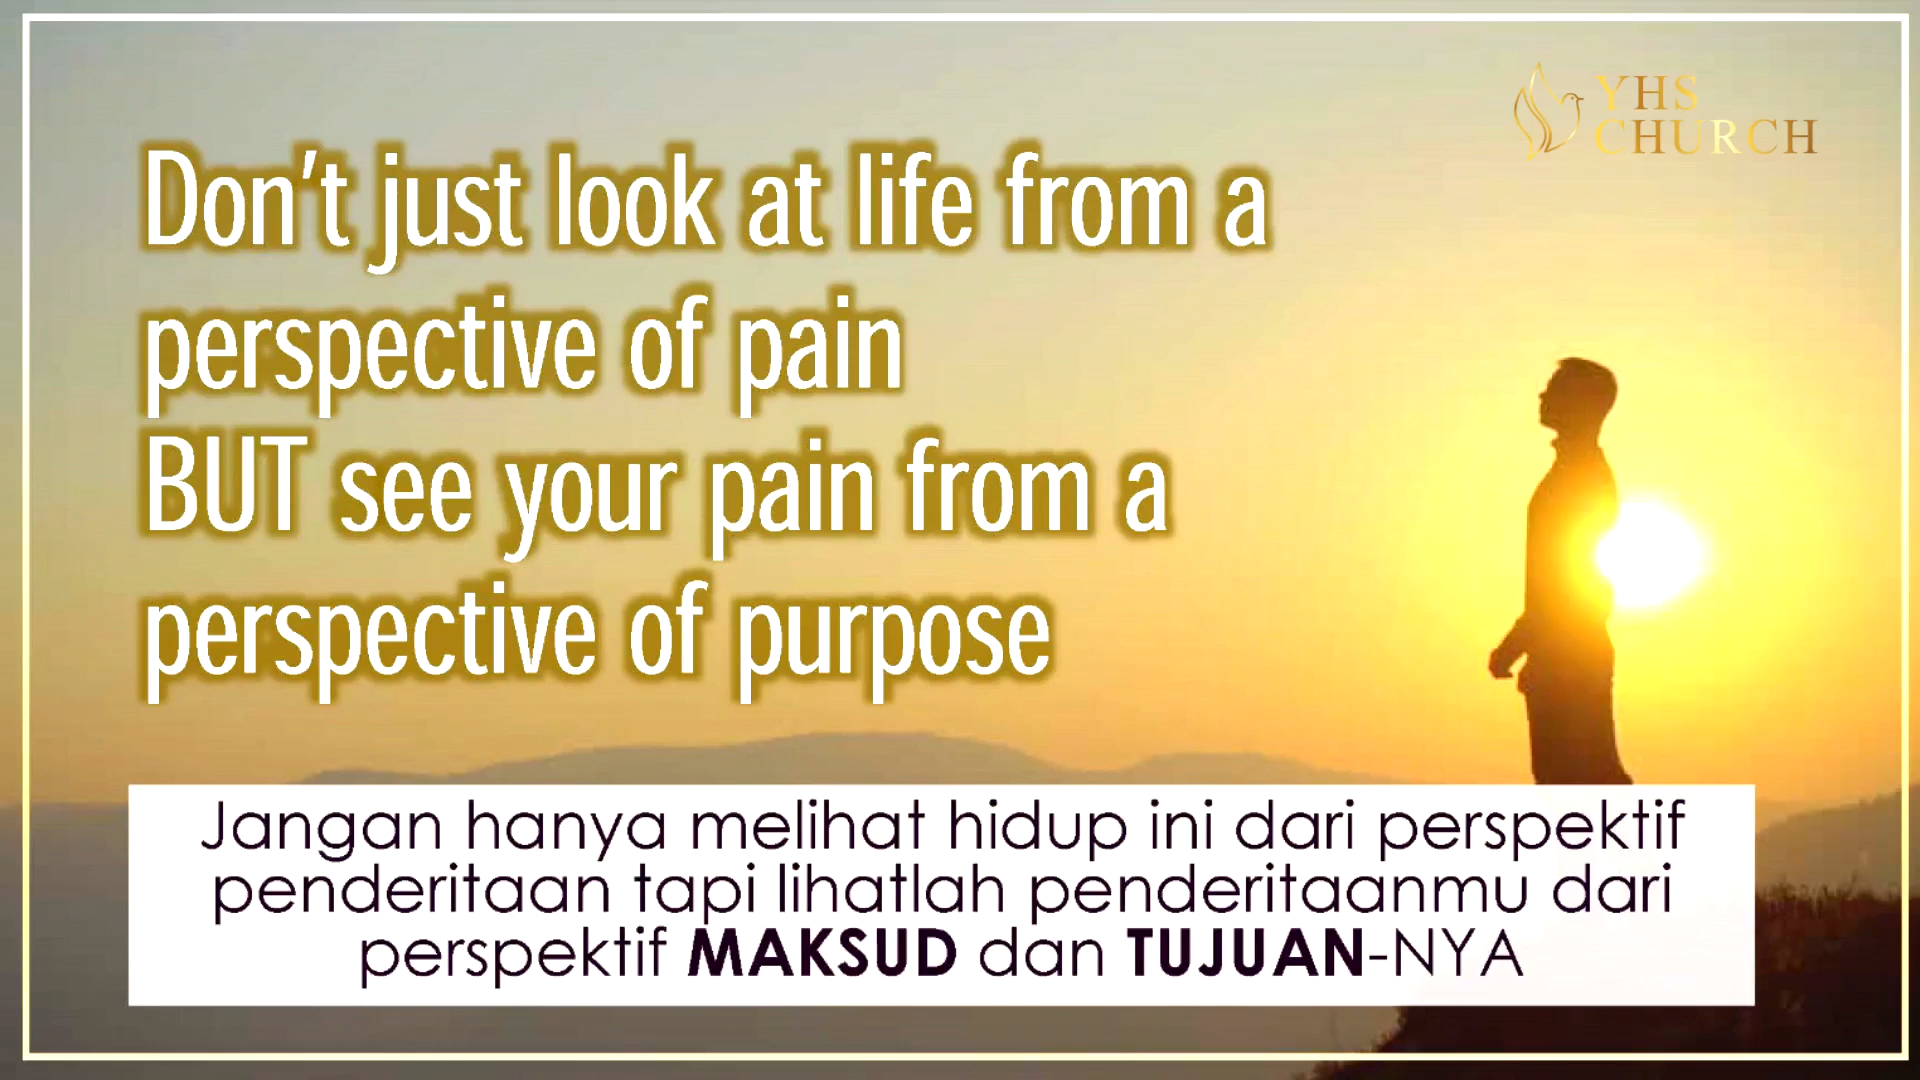 YHS
CHURCH
Don't just look at life from a
perspective of pain
BUT see your pain from a
perspective of purpose
Jangan hanya melihat hidup ini dari perspektif
penderitaan tapi lihatlah penderitaanmu dari
perspektif MAKSUD dan TUJUAN-NYA